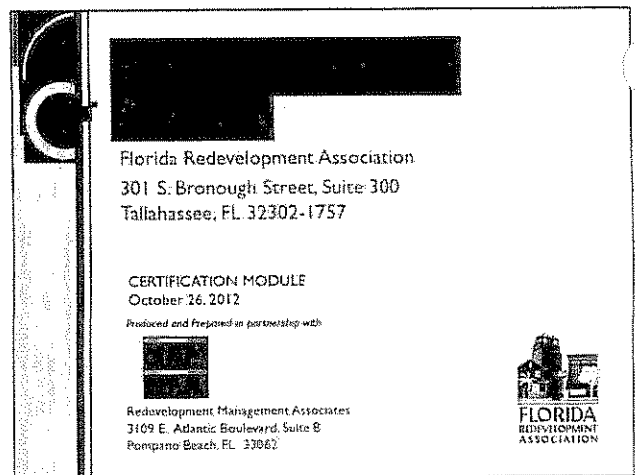 Florida Redevelopment Association
301 S. Bronough Street, Suite 300
Tallahassee, FL 32302-1757
CERTIFICATION MODULE
October 26, 2012
Produced and Prepared in partnership with
Redevelopment Management Associates
3109 E. Atlantic Boulevard, Suite B
Pompano Beach, FL 33062
FLORIDA
REDEVELOPMENT
ASSOCIATION